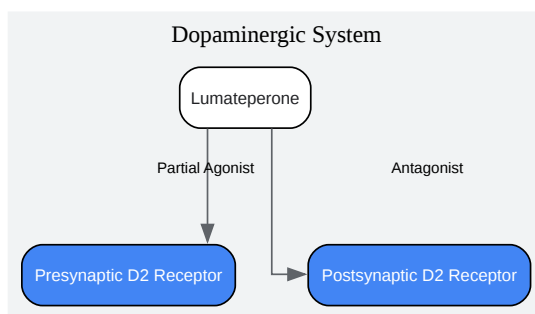 Dopaminergic System
Lumateperone
Partial Agonist
Antagonist
Presynaptic D2 Receptor
Postsynaptic D2 Receptor